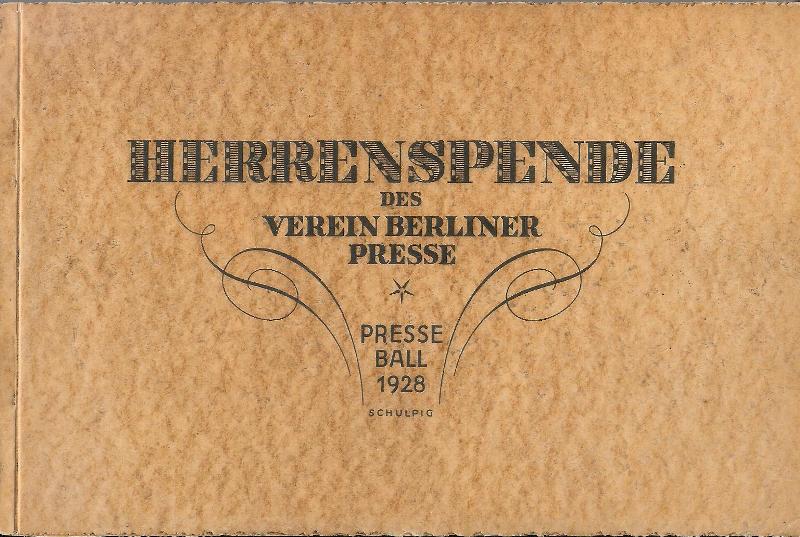 HERRENSPENDE
DES
VEREIN BERLINER
PRESSE
PRESSE
BALL
1928
SCHULPIG